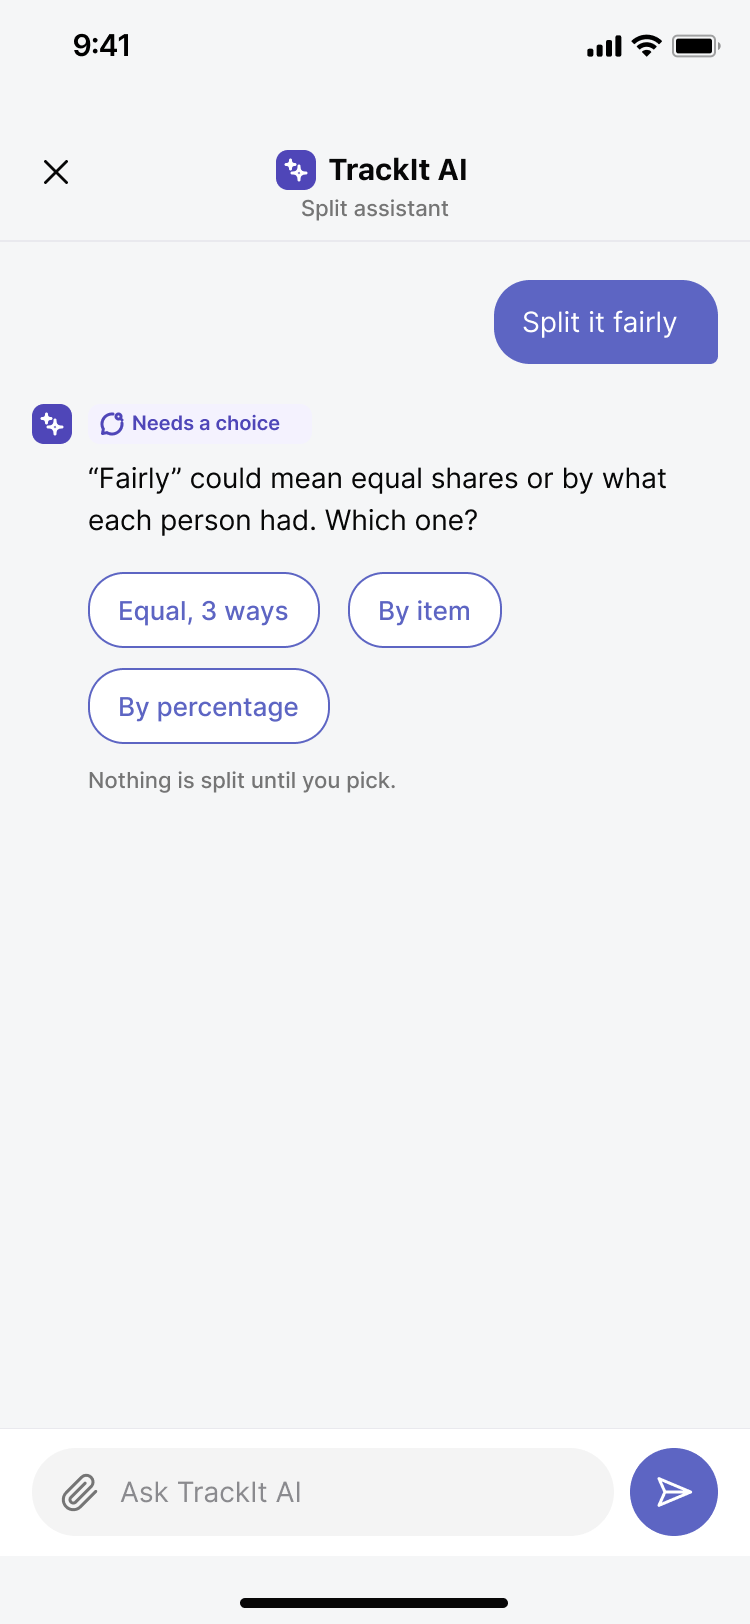 9:41
TrackIt AI
Split assistant
Split it fairly
Needs a choice
“Fairly” could mean equal shares or by what
each person had. Which one?
Equal, 3 ways
By item
By percentage
Nothing is split until you pick.
Ask TrackIt AI